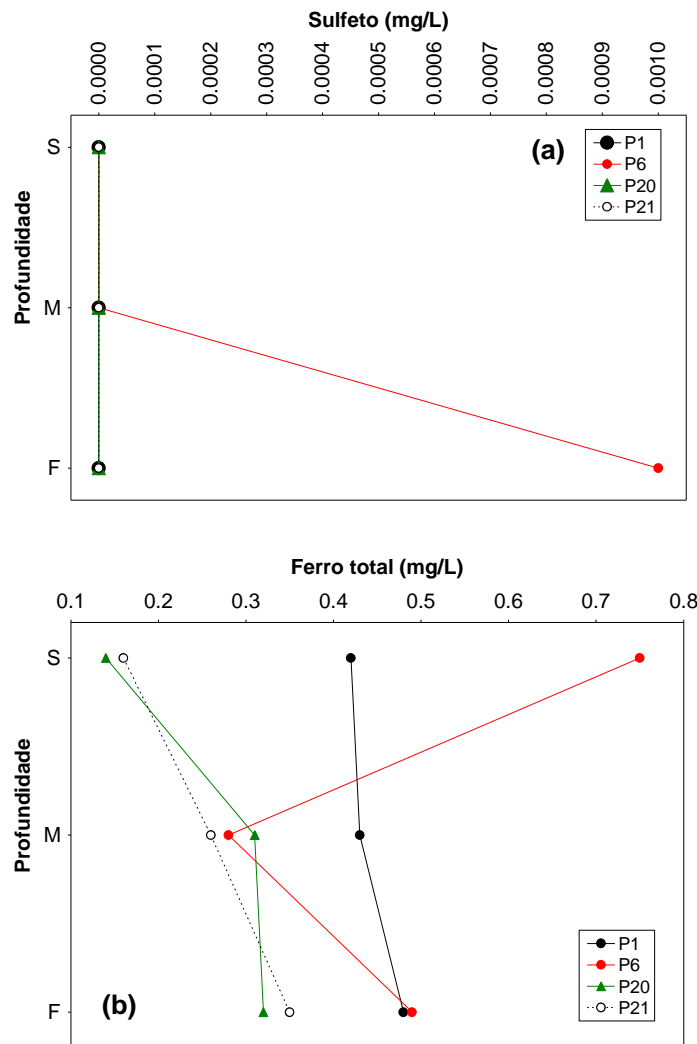 Sulfeto (mg/L)
0.0000 0.0001 0.0002 0.0003 0.0004 0.0005 0.0006 0.0007 0.0008 0.0009 0.00010
(a)
P1
P6
P20
P21
S
M
F
Profundidade
Ferro total (mg/L)
0.1 0.2 0.3 0.4 0.5 0.6 0.7 0.8
S
M
F
Profundidade
P1
P6
P20
P21
(b)